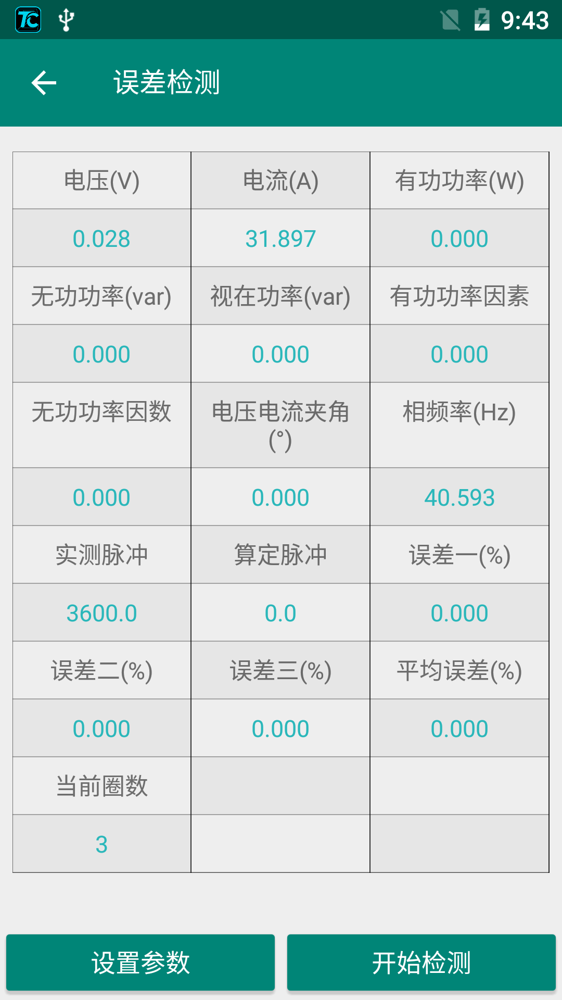 TC 9:43
误差检测
电压(V) 电流(A) 有功功率(W)
0.028 31.897 0.000
无功功率(var) 视在功率(var) 有功功率因素
0.000 0.000 0.000
无功功率因数 电压电流夹角 相频率(Hz)
(°)
0.000 0.000 40.593
实测脉冲 算定脉冲 误差一(%)
3600.0 0.0 0.000
误差二(%) 误差三(%) 平均误差(%)
0.000 0.000 0.000
当前圈数
3
设置参数 开始检测